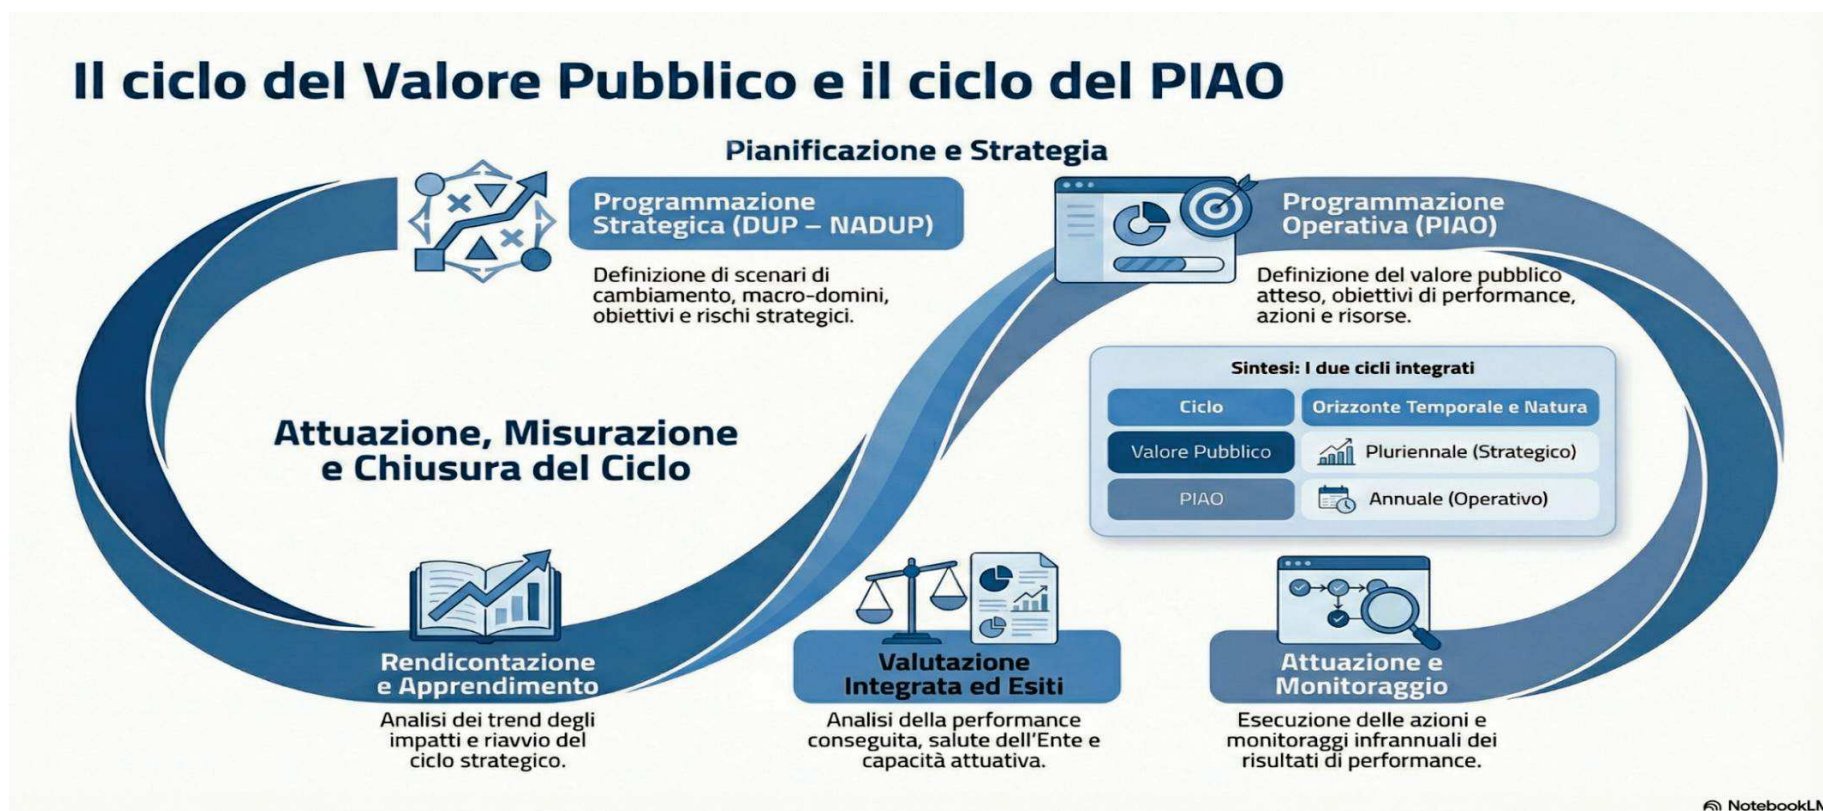 Il ciclo del Valore Pubblico e il ciclo del PIAO
Pianificazione e Strategia
Programmazione
Strategica (DUP – NADUP)
Definizione di scenari di
cambiamento, macro-domini,
obiettivi e rischi strategici.
Programmazione
Operativa (PIAO)
Definizione del valore pubblico
atteso, obiettivi di performance,
azioni e risorse.
Sintesi: I due cicli integrati
Ciclo
Orizzonte Temporale e Natura
Valore Pubblico
Pluriennale (Strategico)
PIAO
Annuale (Operativo)
Attuazione, Misurazione
e Chiusura del Ciclo
Rendicontazione
e Apprendimento
Analisi dei trend degli
impatti e riavvio del
ciclo strategico.
Valutazione
Integrata ed Esiti
Analisi della performance
conseguita, salute dell'Ente e
capacità attuativa.
Attuazione e
Monitoraggio
Esecuzione delle azioni e
monitoraggi infrannuali dei
risultati di performance.
NotebookLM